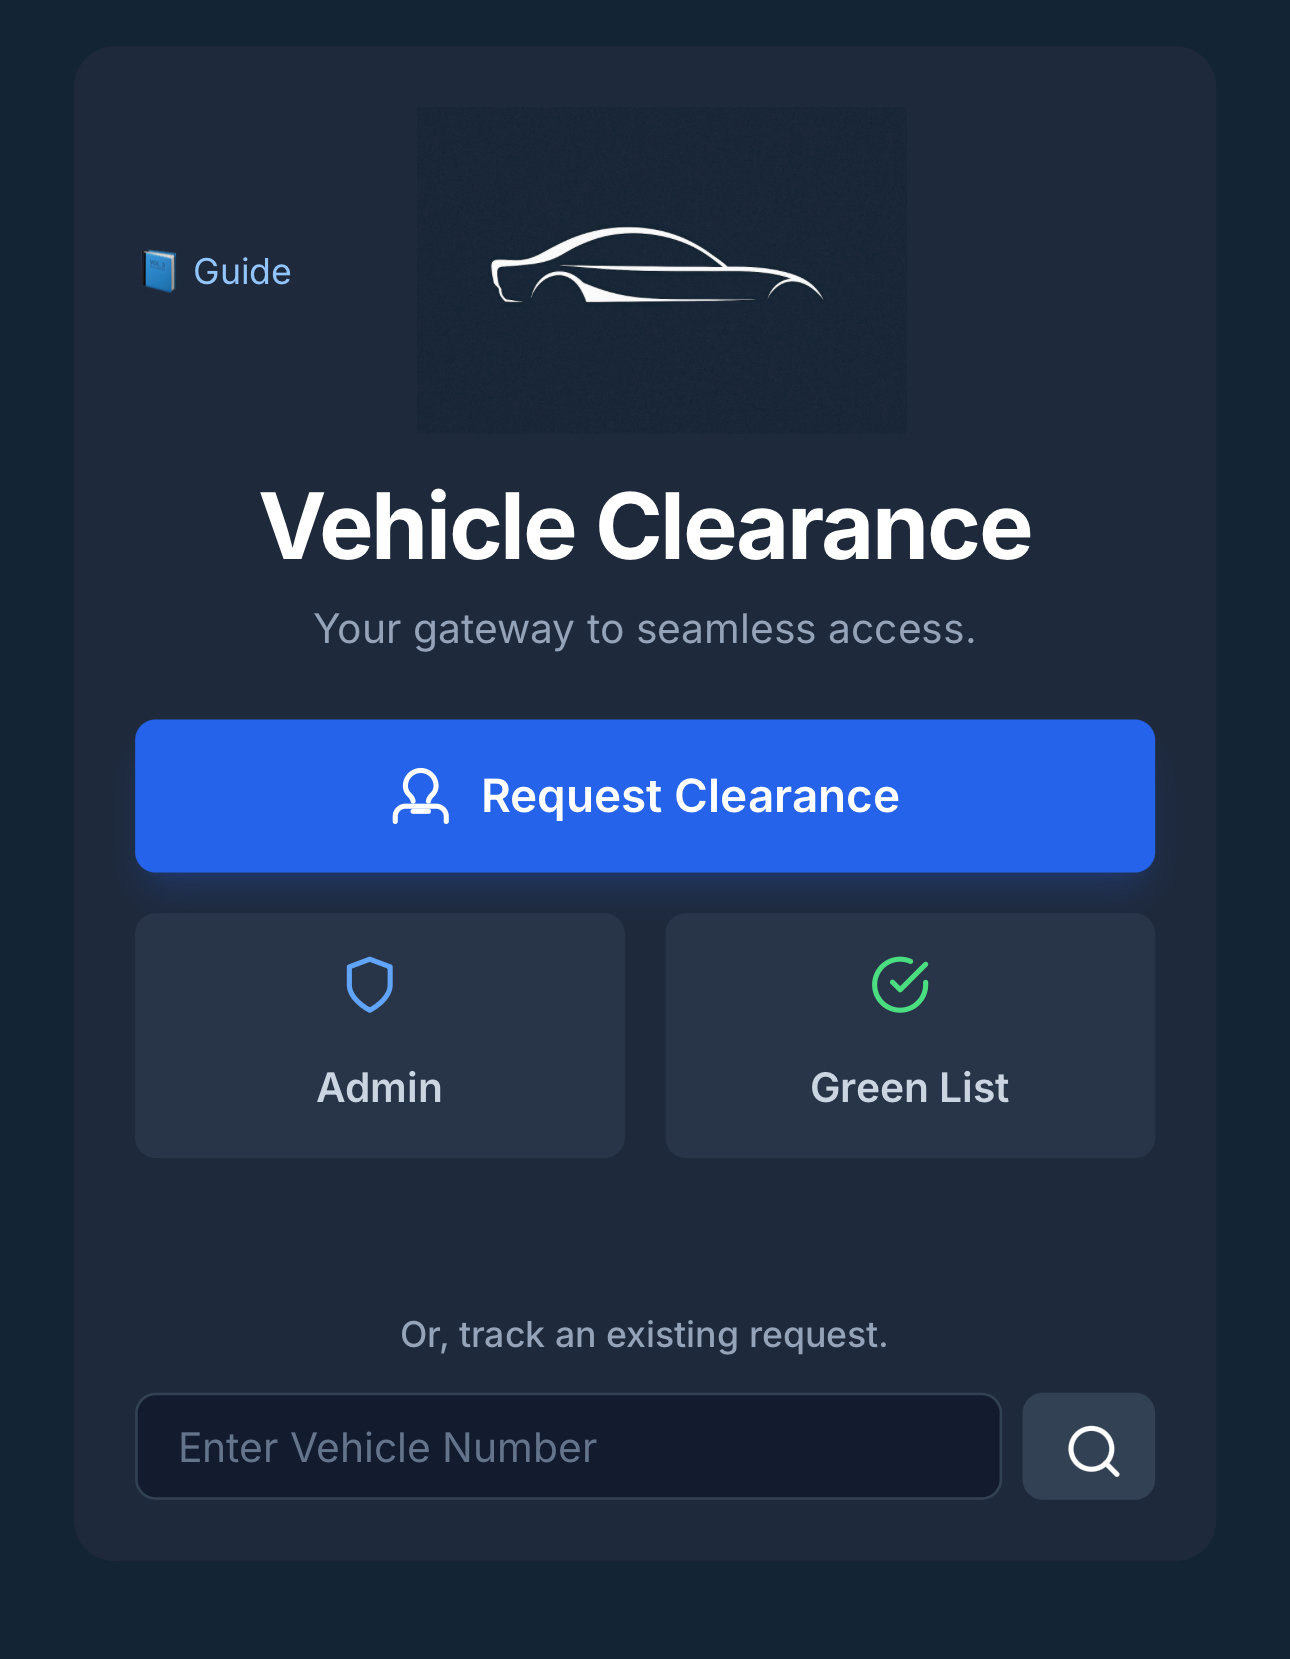 Guide
Vehicle Clearance
Your gateway to seamless access.
Request Clearance
Admin
Green List
Or, track an existing request.
Enter Vehicle Number